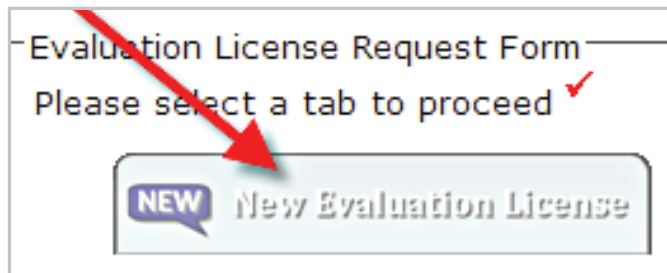 Evaluation License Request Form
Please select a tab to proceed
NEW New Evaluation License